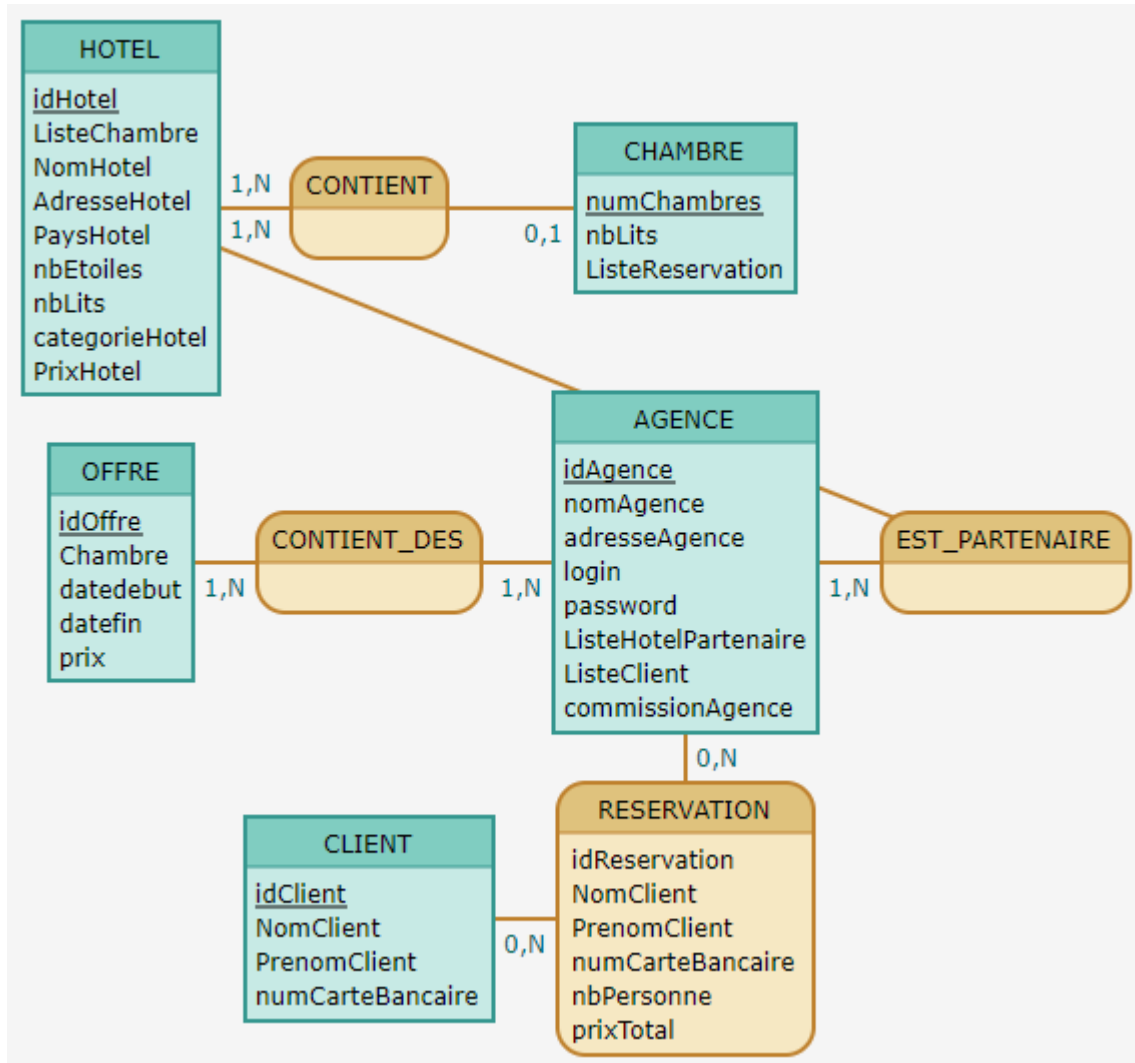 HOTEL
idHotel
ListeChambre
NomHotel
AdresseHotel
PaysHotel
nbEtoiles
nbLits
categorieHotel
PrixHotel
1,N
1,N
CONTIENT
0,1
CHAMBRE
numChambres
nbLits
ListeReservation
OFFRE
idOffre
Chambre
datedebut
datefin
prix
1,N
CONTIENT_DES
1,N
AGENCE
idAgence
nomAgence
adresseAgence
login
password
ListeHotelPartenaire
ListeClient
commissionAgence
1,N
EST_PARTENAIRE
0,N
CLIENT
idClient
NomClient
PrenomClient
numCarteBancaire
0,N
RESERVATION
idReservation
NomClient
PrenomClient
numCarteBancaire
nbPersonne
prixTotal